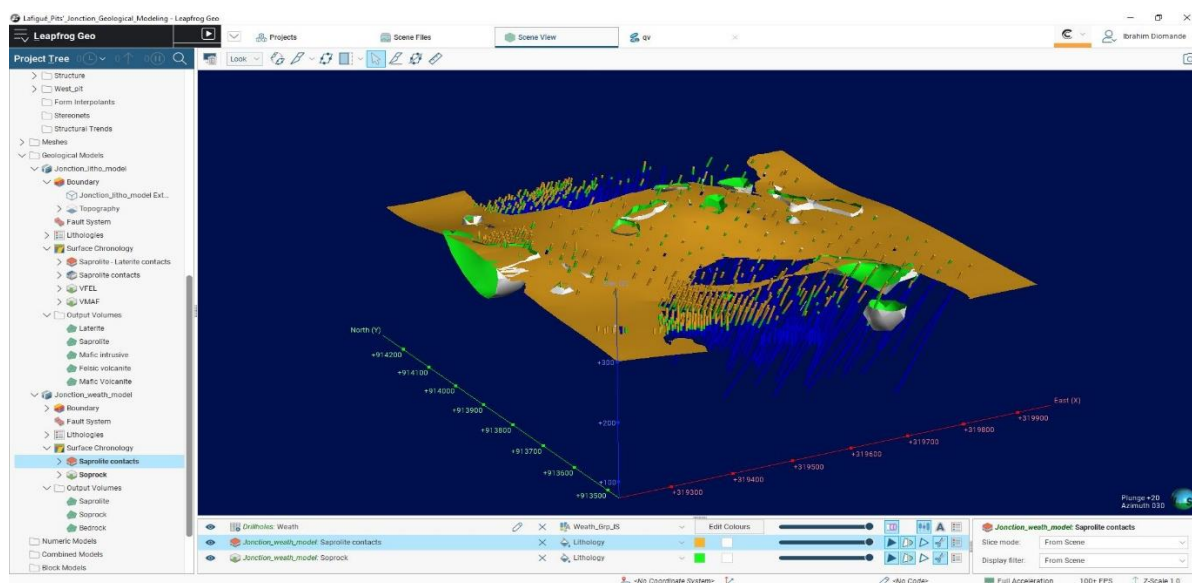 Lafigué_Pits'_Jonction_Geological_Modeling - Leapfrog Geo
Leapfrog Geo
Projects
Scene Files
Scene View
qv
Ibrahim Diomande
Project Tree
Look
Structure
West_pit
Form Interpolants
Stereonets
Structural Trends
Meshes
Geological Models
Jonction_litho_model
Boundary
Jonction_litho_model Ext...
Topography
Fault System
Lithologies
Surface Chronology
Saprolite - Laterite contacts
Saprolite contacts
VFEL
VMAF
Output Volumes
Laterite
Saprolite
Mafic intrusive
Felsic volcanite
Mafic Volcanite
Jonction_weath_model
Boundary
Fault System
Lithologies
Surface Chronology
Saprolite contacts
Soprock
Output Volumes
Saprolite
Soprock
Bedrock
Numeric Models
Combined Models
Block Models
North (Y)
+914200
+914100
+914000
+913900
+913800
+913700
+913600
+913500
+300
+200
+100
East (X)
+319900
+319800
+319700
+319600
+319500
+319400
+319300
Plunge +20
Azimuth 030
Drillholes: Weath
Weath_Grp_IS
Edit Colours
Jonction_weath_model: Saprolite contacts
Lithology
Jonction_weath_model: Soprock
Lithology
Jonction_weath_model: Saprolite contacts
Slice mode: From Scene
Display filter: From Scene
<No Coordinate System>
<No Code>
Full Acceleration
100+ FPS
Z-Scale 1.0